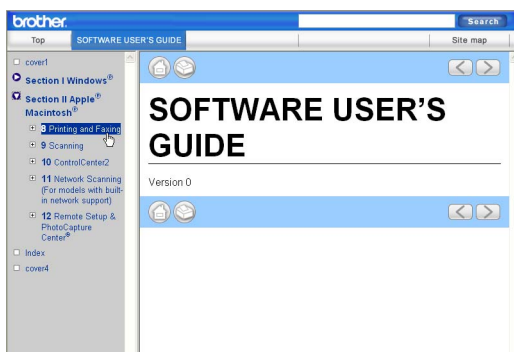 brother.
Search
Top
SOFTWARE USER'S GUIDE
Site map
cover1
Section I Windows®
Section II Apple®
Macintosh®
8 Printing and Faxing
9 Scanning
10 ControlCenter2
11 Network Scanning
(For models with built-
in network support)
12 Remote Setup &
PhotoCapture
Center®
Index
cover4
SOFTWARE USER'S
GUIDE
Version 0